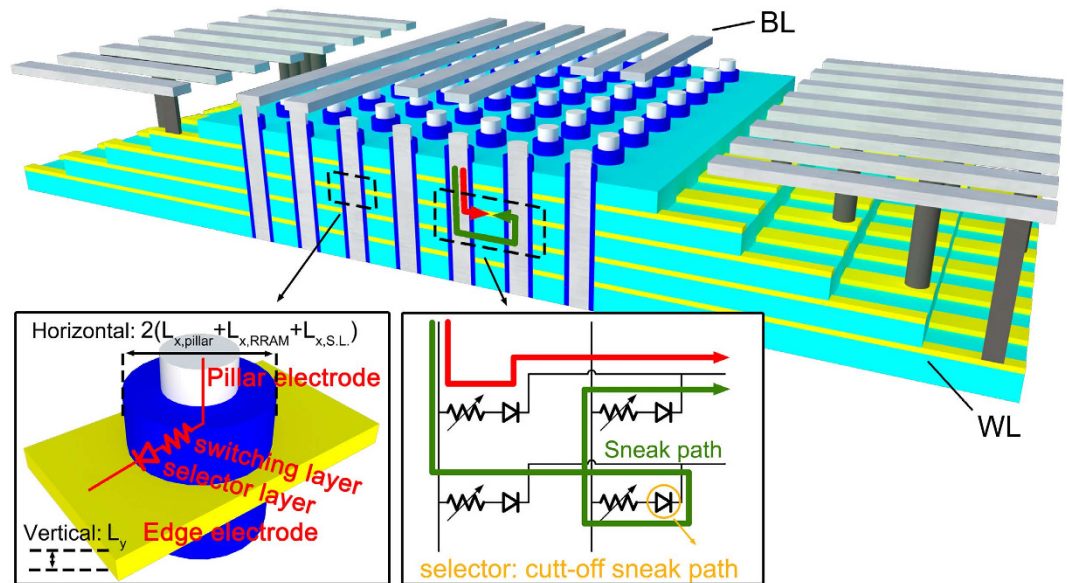 BL
WL
Horizontal: 2(Lx,pillar+Lx,RRAM+Lx,S.L.)
Pillar electrode
switching layer
selector layer
Edge electrode
Vertical: Ly
Sneak path
selector: cutt-off sneak path